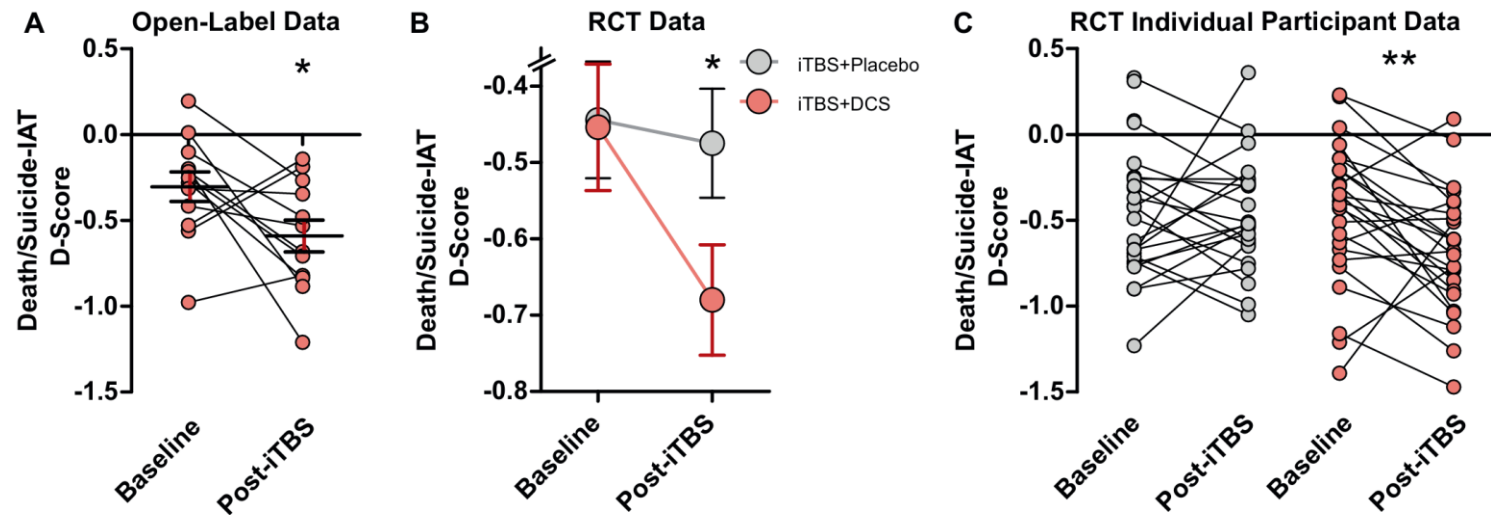 A
Open-Label Data
Death/Suicide-IAT
D-Score
0.5
0.0
-0.5
-1.0
-1.5
*
Baseline
Post-iTBS
B
RCT Data
Death/Suicide-IAT
D-Score
-0.4
-0.5
-0.6
-0.7
-0.8
*
iTBS+Placebo
iTBS+DCS
Baseline
Post-iTBS
C
RCT Individual Participant Data
Death/Suicide-IAT
D-Score
0.5
0.0
-0.5
-1.0
-1.5
**
Baseline
Post-iTBS
Baseline
Post-iTBS